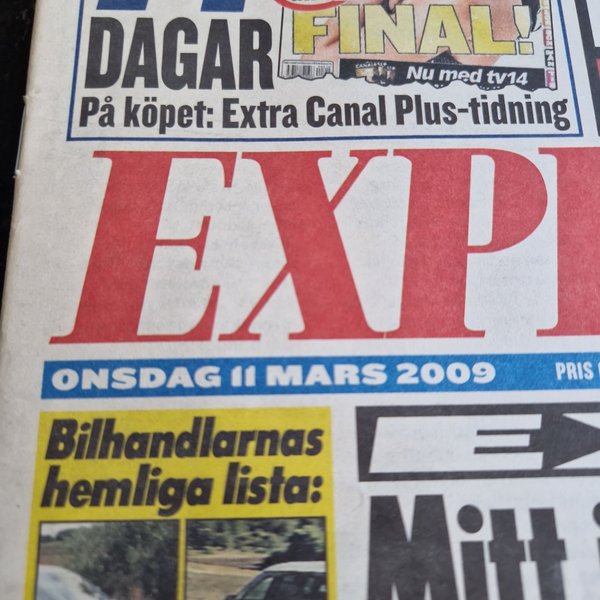 FINAL!
DAGAR
Nu med tv14
På köpet: Extra Canal Plus-tidning
EXP
ONSDAG 11 MARS 2009
PRIS
Bilhandlarnas
hemliga lista:
Mitt